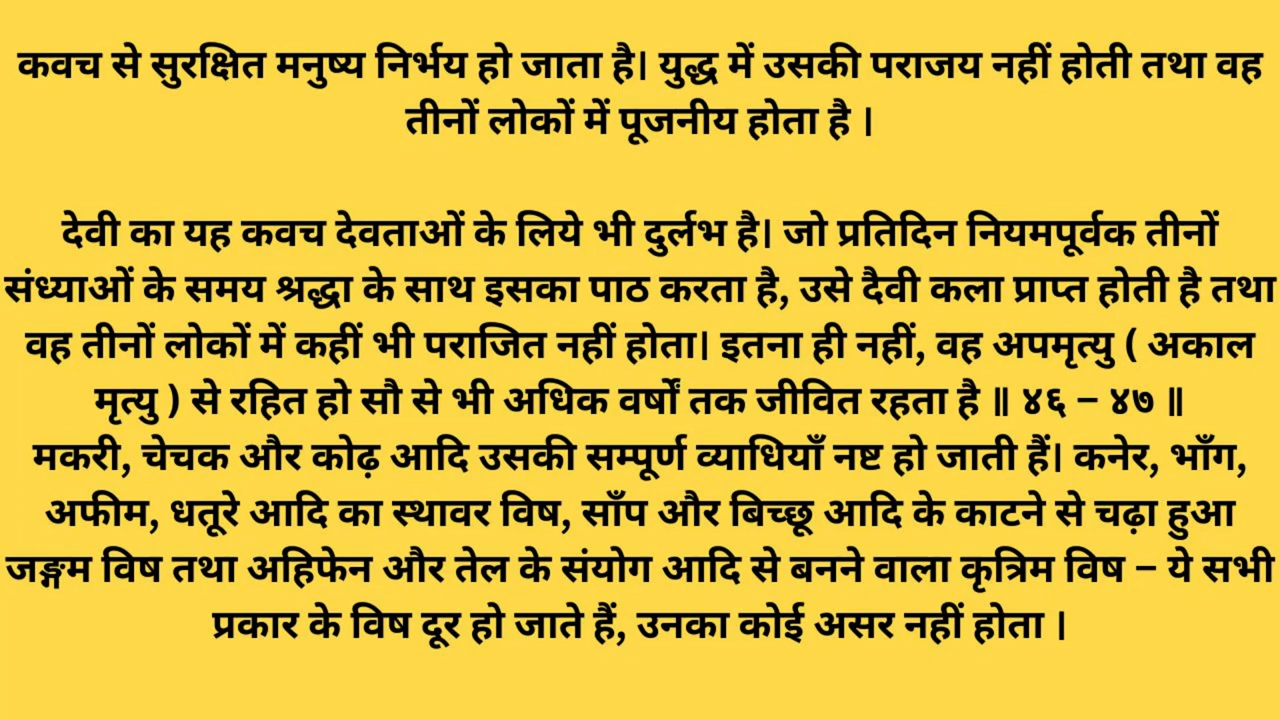 कवच से सुरक्षित मनुष्य निर्भय हो जाता है। युद्ध में उसकी पराजय नहीं होती तथा वह
तीनों लोकों में पूजनीय होता है ।
देवी का यह कवच देवताओं के लिये भी दुर्लभ है। जो प्रतिदिन नियमपूर्वक तीनों
संध्याओं के समय श्रद्धा के साथ इसका पाठ करता है, उसे दैवी कला प्राप्त होती है तथा
वह तीनों लोकों में कहीं भी पराजित नहीं होता। इतना ही नहीं, वह अपमृत्यु ( अकाल
मृत्यु ) से रहित हो सौ से भी अधिक वर्षों तक जीवित रहता है ॥ ४६ – ४७ ॥
मकरी, चेचक और कोढ़ आदि उसकी सम्पूर्ण व्याधियाँ नष्ट हो जाती हैं। कनेर, भाँग,
अफीम, धतूरे आदि का स्थावर विष, साँप और बिच्छू आदि के काटने से चढ़ा हुआ
जङ्गम विष तथा अहिफेन और तेल के संयोग आदि से बनने वाला कृत्रिम विष – ये सभी
प्रकार के विष दूर हो जाते हैं, उनका कोई असर नहीं होता ।